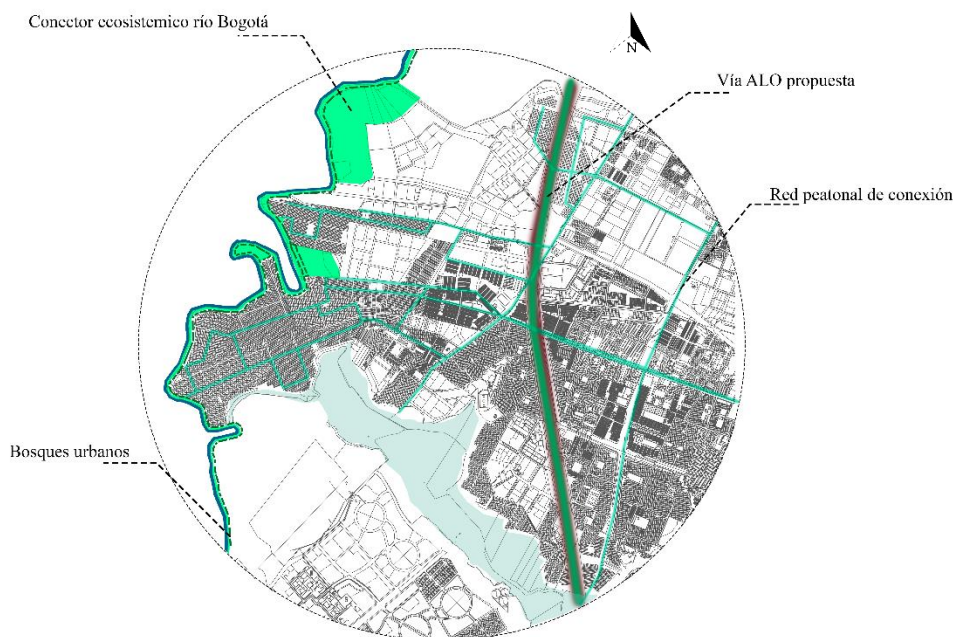 Conector ecosistemico río Bogotá
N
Vía ALO propuesta
Red peatonal de conexión
Bosques urbanos